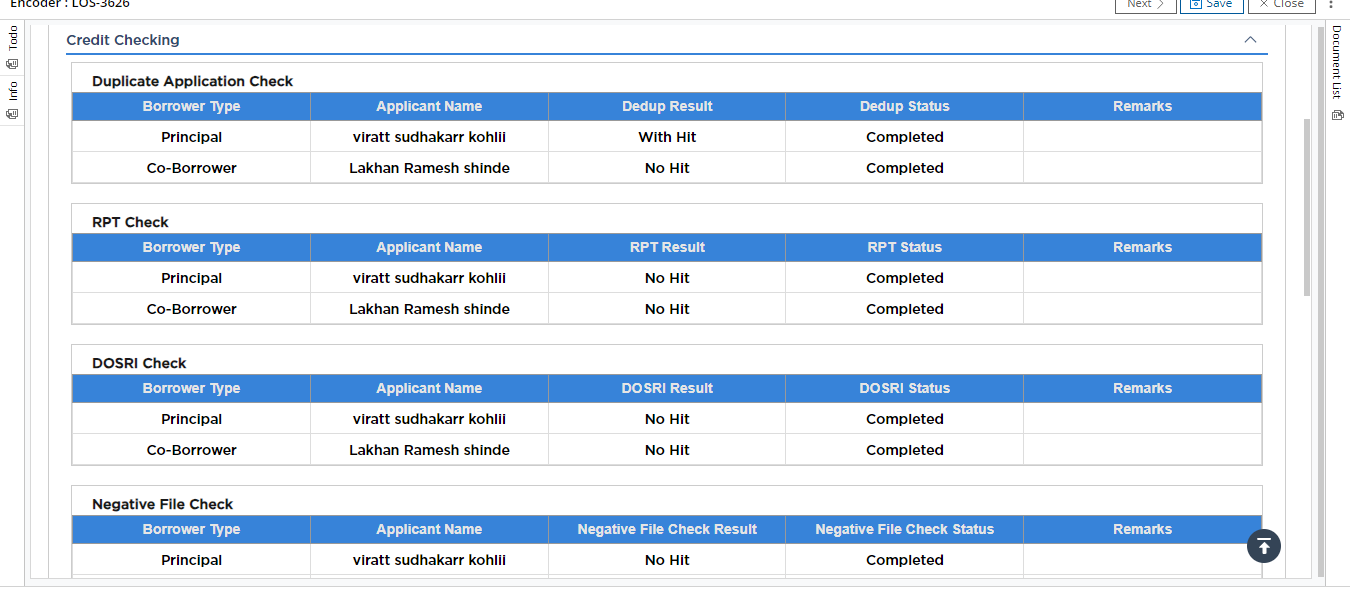 Encoder : LOS-3626
Next
Save
Close
Todo
Info
Document List
Credit Checking
Duplicate Application Check
Borrower Type Applicant Name Dedup Result Dedup Status Remarks
Principal viratt sudhakarr kohlii With Hit Completed
Co-Borrower Lakhan Ramesh shinde No Hit Completed
RPT Check
Borrower Type Applicant Name RPT Result RPT Status Remarks
Principal viratt sudhakarr kohlii No Hit Completed
Co-Borrower Lakhan Ramesh shinde No Hit Completed
DOSRI Check
Borrower Type Applicant Name DOSRI Result DOSRI Status Remarks
Principal viratt sudhakarr kohlii No Hit Completed
Co-Borrower Lakhan Ramesh shinde No Hit Completed
Negative File Check
Borrower Type Applicant Name Negative File Check Result Negative File Check Status Remarks
Principal viratt sudhakarr kohlii No Hit Completed